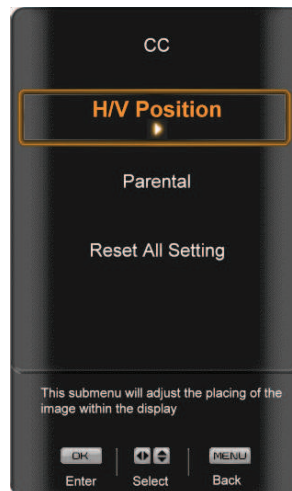 CC
H/V Position
Parental
Reset All Setting
This submenu will adjust the placing of the
image within the display
OK MENU
Enter Select Back